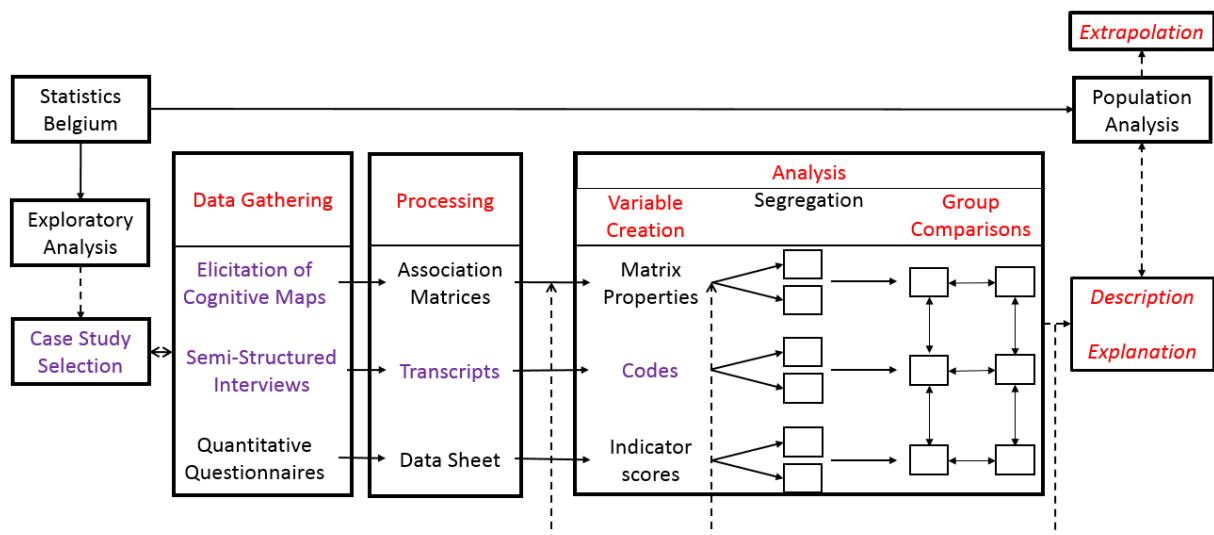 Extrapolation
Statistics
Belgium
Population
Analysis
Exploratory
Analysis
Case Study
Selection
Data Gathering
Elicitation of
Cognitive Maps
Semi-Structured
Interviews
Quantitative
Questionnaires
Processing
Association
Matrices
Transcripts
Data Sheet
Analysis
Variable
Creation
Segregation
Group
Comparisons
Matrix
Properties
Codes
Indicator
scores
Description
Explanation